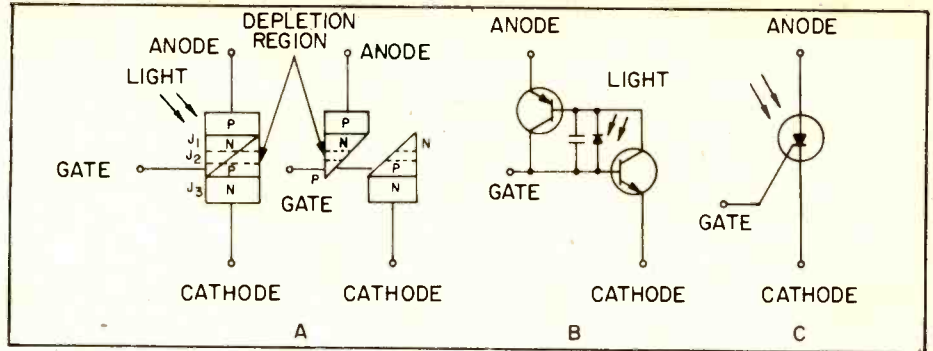 DEPLETION
REGION
ANODE
ANODE
LIGHT
P
N
J1
J2
P
J3
N
GATE
CATHODE
P
N
P
GATE
N
P
N
CATHODE
A
ANODE
LIGHT
GATE
CATHODE
B
ANODE
GATE
CATHODE
C